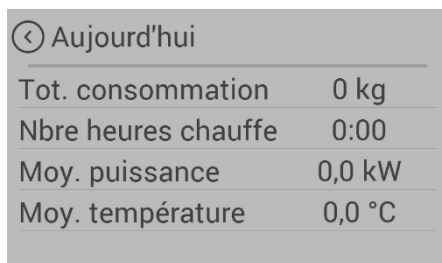 Aujourd'hui
Tot. consommation 0 kg
Nbre heures chauffe 0:00
Moy. puissance 0,0 kW
Moy. température 0,0 °C